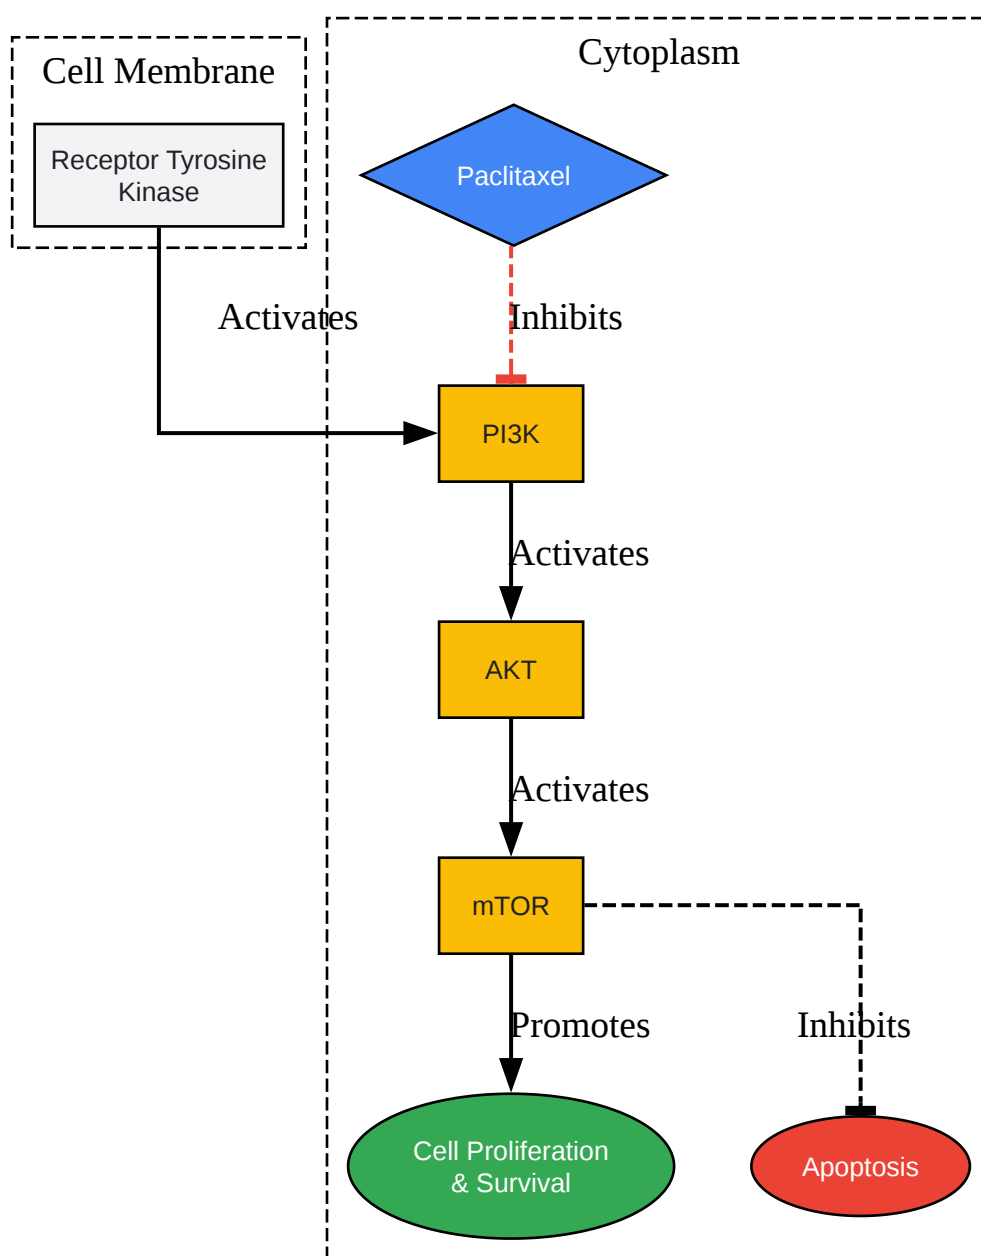 Cytoplasm
Cell Membrane
Receptor Tyrosine
Kinase
Paclitaxel
Activates
Inhibits
PI3K
Activates
AKT
Activates
mTOR
Promotes
Inhibits
Cell Proliferation
& Survival
Apoptosis